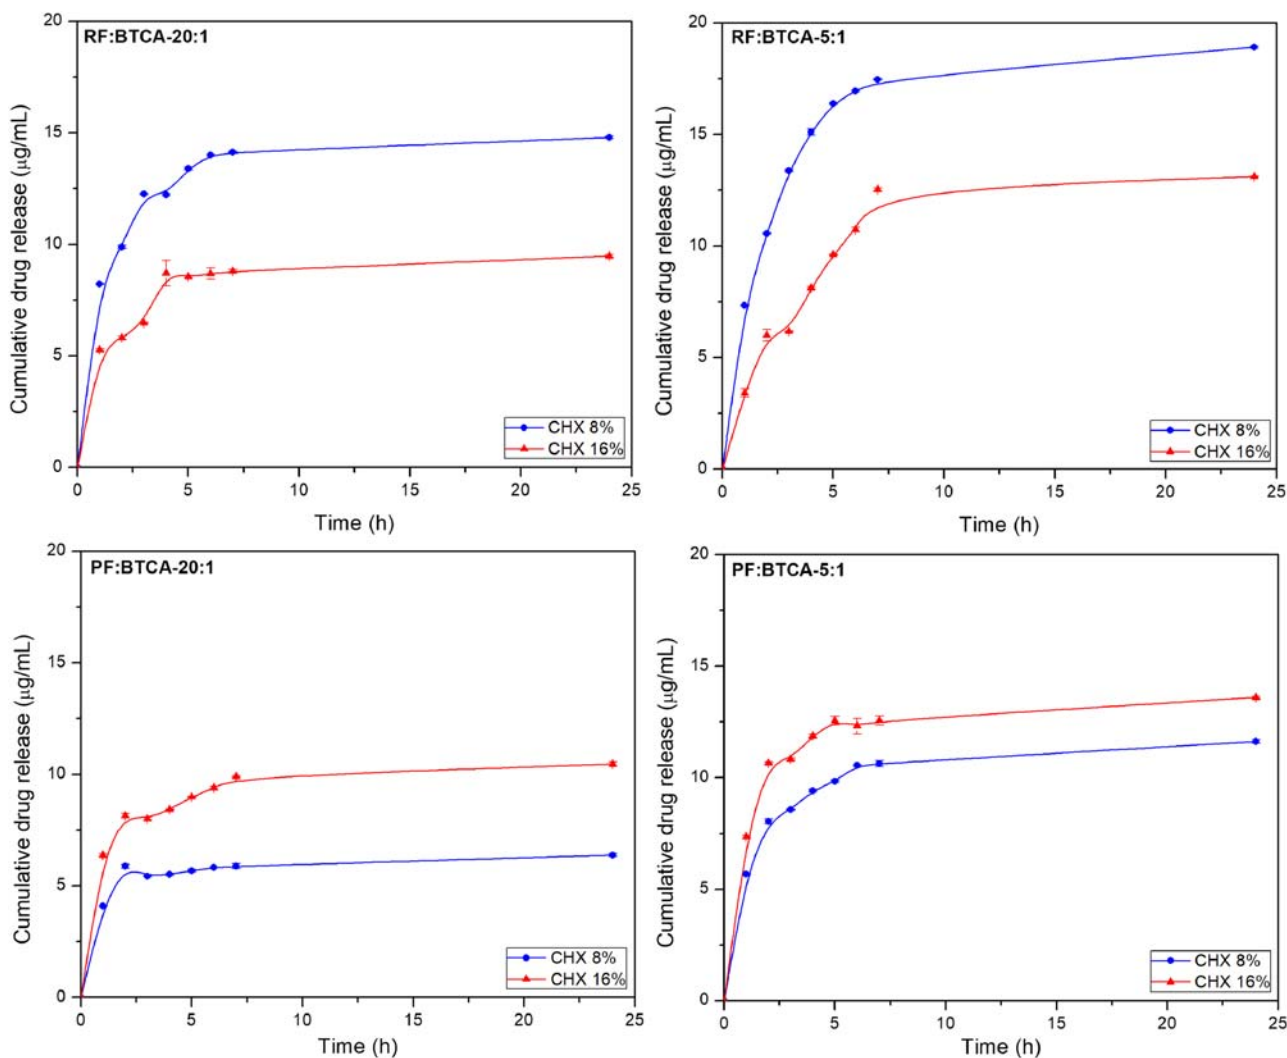 RF:BTCA-20:1
Cumulative drug release (μg/mL)
20
15
10
5
0
CHX 8%
CHX 16%
0 5 10 15 20 25
Time (h)
RF:BTCA-5:1
Cumulative drug release (μg/mL)
20
15
10
5
0
CHX 8%
CHX 16%
0 5 10 15 20 25
Time (h)
PF:BTCA-20:1
Cumulative drug release (μg/mL)
20
15
10
5
0
CHX 8%
CHX 16%
0 5 10 15 20 25
Time (h)
PF:BTCA-5:1
Cumulative drug release (μg/mL)
20
15
10
5
0
CHX 8%
CHX 16%
0 5 10 15 20 25
Time (h)